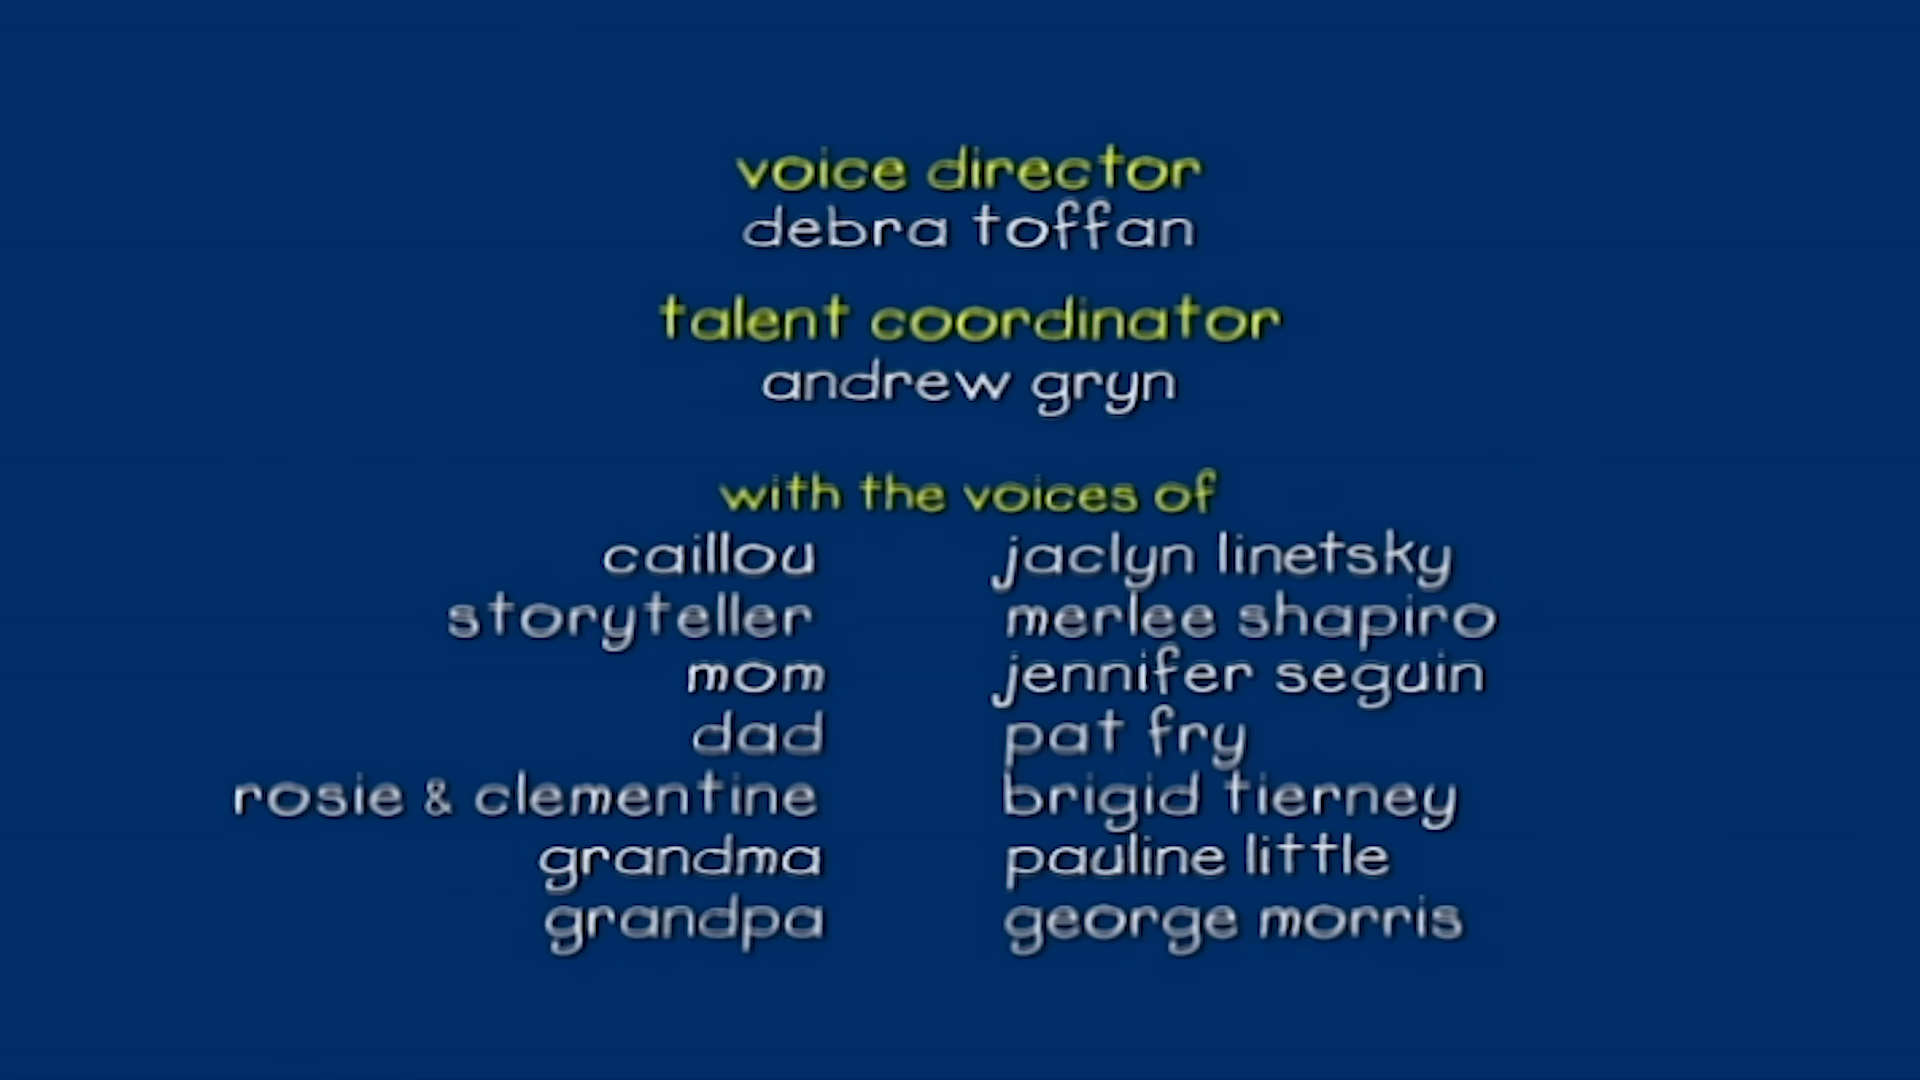 voice director
debra toffan
talent coordinator
andrew gryn
with the voices of
caillou jaclyn linetsky
storyteller merlee shapiro
mom jennifer seguin
dad pat fry
rosie & clementine brigid tierney
grandma pauline little
grandpa george morris